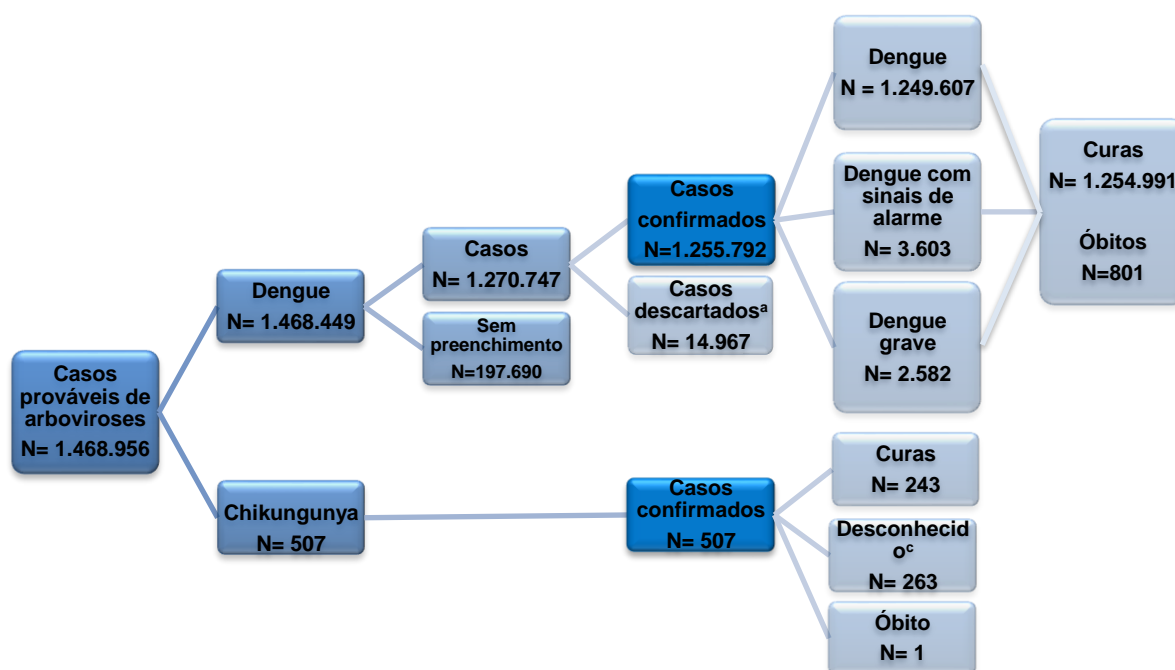 Casos
prováveis de
arboviroses
N= 1.468.956
Dengue
N= 1.468.449
Casos
N= 1.270.747
Sem
preenchimento
N=197.690
Casos
confirmados
N=1.255.792
Casos
descartadosᵃ
N= 14.967
Dengue
N = 1.249.607
Dengue com
sinais de
alarme
N= 3.603
Dengue
grave
N= 2.582
Curas
N= 1.254.991
Óbitos
N=801
Chikungunya
N= 507
Casos
confirmados
N= 507
Curas
N= 243
Desconhecid
oᶜ
N= 263
Óbito
N= 1